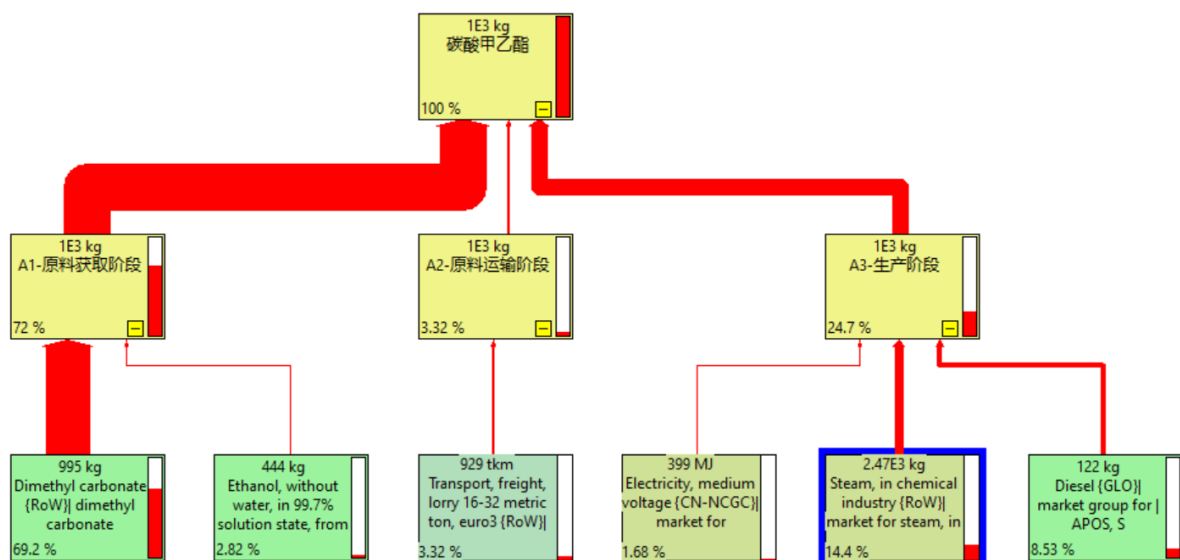 1E3 kg
碳酸甲乙酯
100 %
1E3 kg
A1-原料获取阶段
72 %
1E3 kg
A2-原料运输阶段
3.32 %
1E3 kg
A3-生产阶段
24.7 %
995 kg
Dimethyl carbonate
{RoW}| dimethyl
carbonate
69.2 %
444 kg
Ethanol, without
water, in 99.7%
solution state, from
2.82 %
929 tkm
Transport, freight,
lorry 16-32 metric
ton, euro3 {RoW}|
3.32 %
399 MJ
Electricity, medium
voltage {CN-NCGC}|
market for
1.68 %
2.47E3 kg
Steam, in chemical
industry {RoW}|
market for steam, in
14.4 %
122 kg
Diesel {GLO}|
market group for |
APOS, S
8.53 %